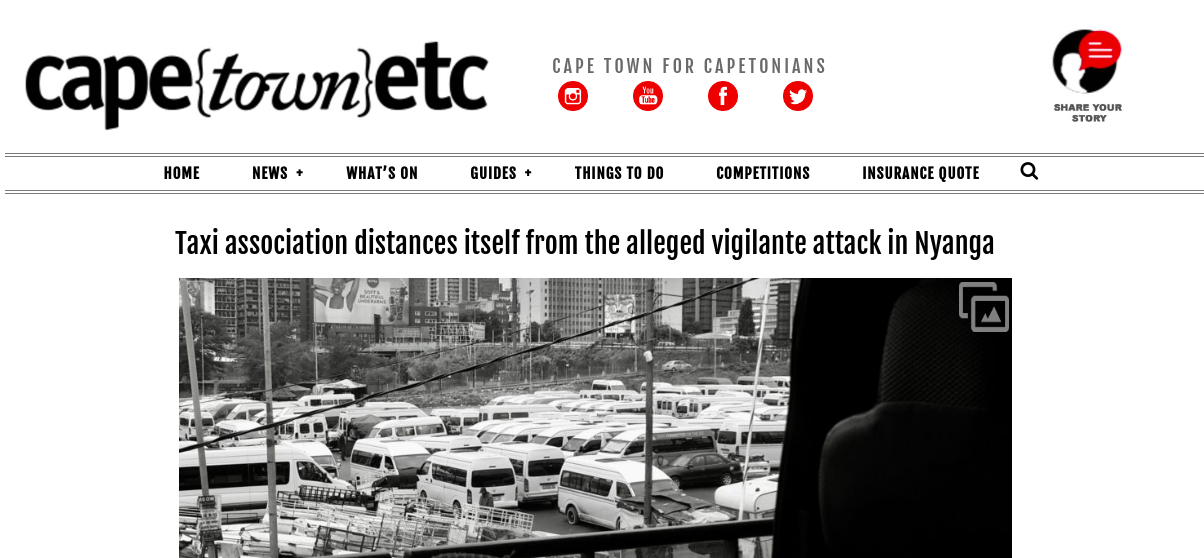 cape{town}etc
CAPE TOWN FOR CAPETONIANS
You
Tube
SHARE YOUR
STORY
HOME NEWS + WHAT'S ON GUIDES + THINGS TO DO COMPETITIONS INSURANCE QUOTE
Taxi association distances itself from the alleged vigilante attack in Nyanga